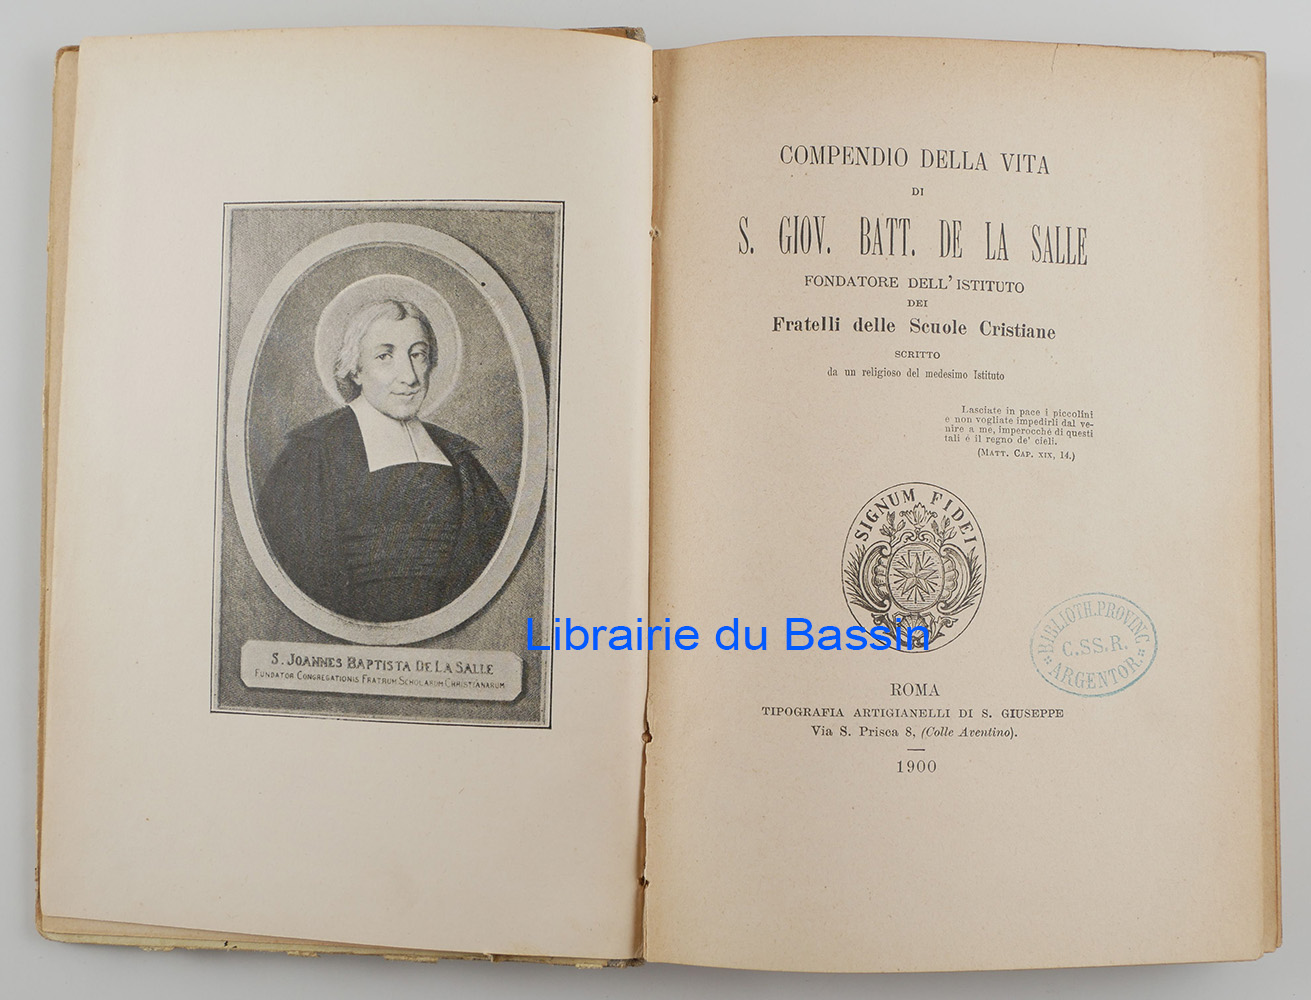 S. JOANNES BAPTISTA DE LA SALLE
FUNDATOR CONGREGATIONIS FRATRUM SCHOLARUM CHRISTIANARUM
COMPENDIO DELLA VITA
DI
S. GIOV. BATT. DE LA SALLE
FONDATORE DELL' ISTITUTO
DEI
Fratelli delle Scuole Cristiane
SCRITTO
da un religioso del medesimo Istituto
Lasciate in pace i piccolini
e non vogliate impedirli dal ve-
nire a me, imperocché di questi
tali é il regno de' cieli.
(MATT. CAP. XIX, 14.)
SIGNUM FIDEI
BIBLIOTH. PROVINC
C.SS.R.
ARGENTOR.
Librairie du Bassin
ROMA
TIPOGRAFIA ARTIGIANELLI DI S. GIUSEPPE
Via S. Prisca 8, (Colle Aventino).
1900